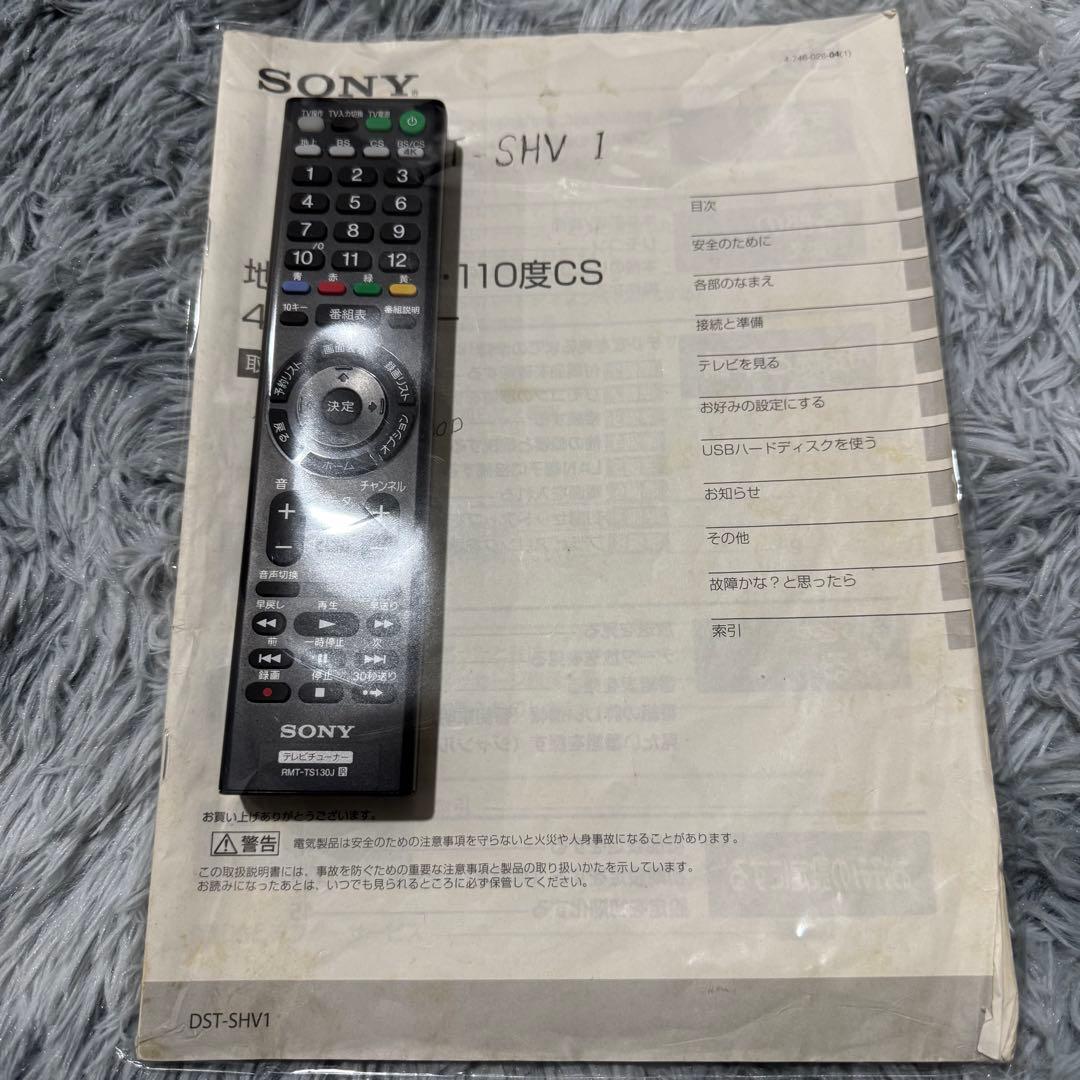 4-746-026-04(1)
SONY
- SHV 1
地
・110度CS
4
取
目次
安全のために
各部のなまえ
接続と準備
テレビを見る
お好みの設定にする
USBハードディスクを使う
お知らせ
その他
故障かな?と思ったら
索引
TV操作 TV入力切換 TV電源
地上 BS CS BS/CS 4K
1 2 3
4 5 6
7 8 9
10 /0 11 12
青 赤 緑 黄
10キー 番組表 番組説明
予約リスト 録画リスト
決定
戻る オプション
ホーム
音 チャンネル
+ +
- -
音声切換
早戻し 再生 早送り
前 一時停止 次
録画 停止 30秒送り
SONY
テレビチューナー
RMT-TS130J
お買い上げありがとうございます。
警告 電気製品は安全のための注意事項を守らないと火災や人身事故になることがあります。
この取扱説明書には、事故を防ぐための重要な注意事項と製品の取り扱いかたを示しています。
お読みになったあとは、いつでも見られるところに必ず保管してください。
DST-SHV1